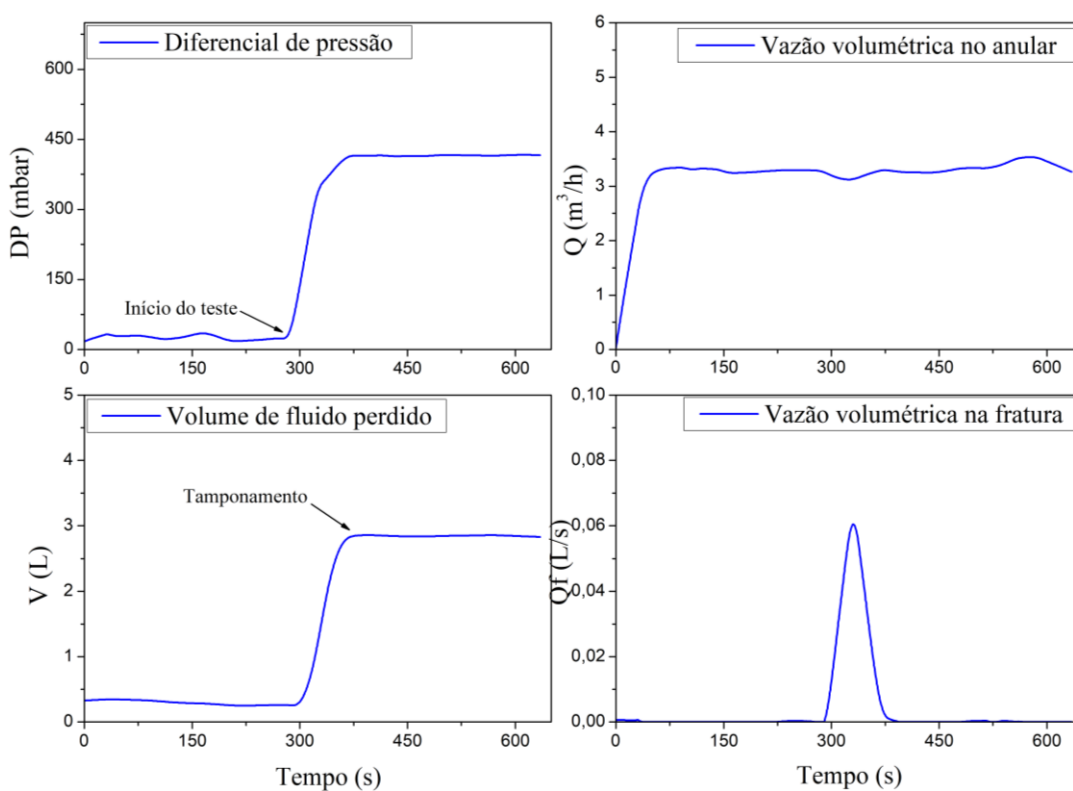 Diferencial de pressão
DP (mbar)
600
450
300
150
0
Início do teste
0 150 300 450 600
Vazão volumétrica no anular
Q (m³/h)
6
5
4
3
2
1
0
0 150 300 450 600
Volume de fluido perdido
V (L)
5
4
3
2
1
0
Tamponamento
0 150 300 450 600
Tempo (s)
Vazão volumétrica na fratura
Qf (L/s)
0,10
0,08
0,06
0,04
0,02
0,00
0 150 300 450 600
Tempo (s)